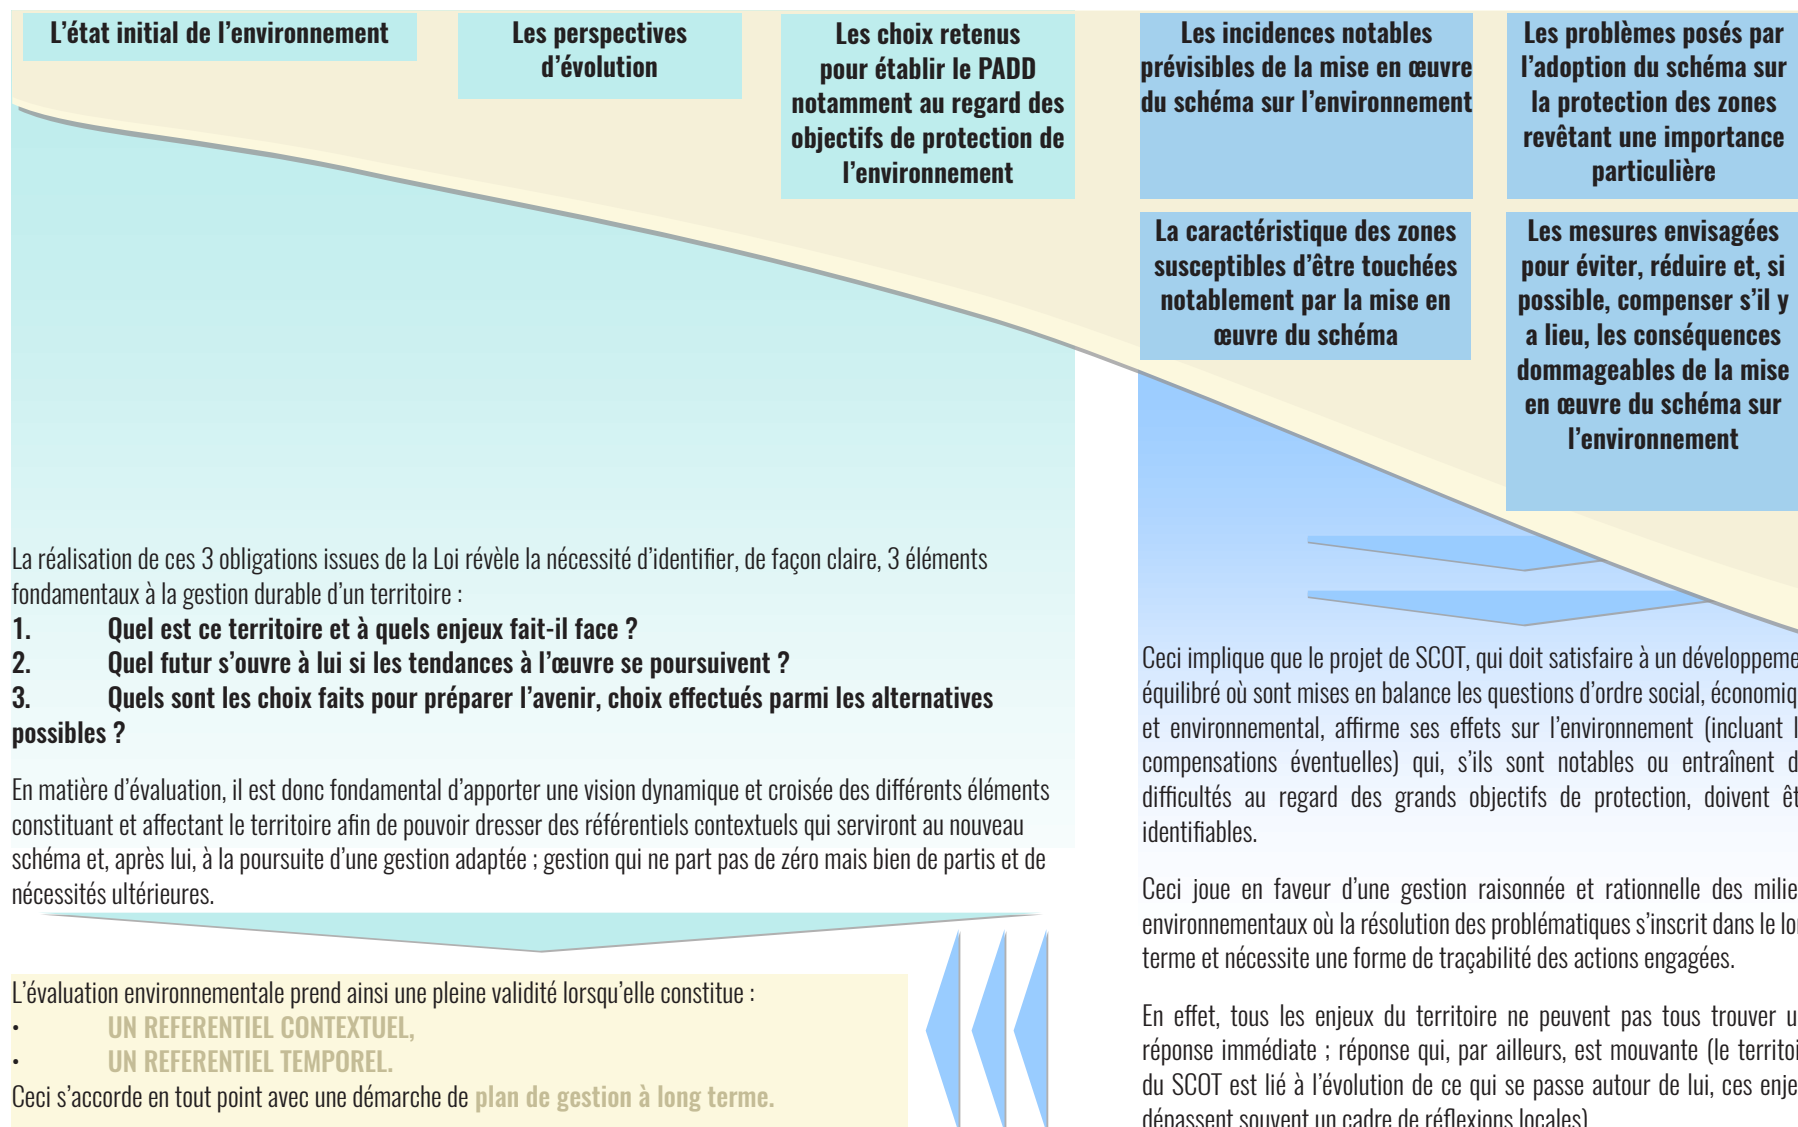 L'état initial de l'environnement
Les perspectives
d'évolution
Les choix retenus
pour établir le PADD
notamment au regard des
objectifs de protection de
l'environnement
Les incidences notables
prévisibles de la mise en œuvre
du schéma sur l'environnement
Les problèmes posés par
l'adoption du schéma sur
la protection des zones
revêtant une importance
particulière
La caractéristique des zones
susceptibles d'être touchées
notablement par la mise en
œuvre du schéma
Les mesures envisagées
pour éviter, réduire et, si
possible, compenser s'il y
a lieu, les conséquences
dommageables de la mise
en œuvre du schéma sur
l'environnement
La réalisation de ces 3 obligations issues de la Loi révèle la nécessité d'identifier, de façon claire, 3 éléments
fondamentaux à la gestion durable d'un territoire :
1. Quel est ce territoire et à quels enjeux fait-il face ?
2. Quel futur s'ouvre à lui si les tendances à l'œuvre se poursuivent ?
3. Quels sont les choix faits pour préparer l'avenir, choix effectués parmi les alternatives
possibles ?
En matière d'évaluation, il est donc fondamental d'apporter une vision dynamique et croisée des différents éléments
constituant et affectant le territoire afin de pouvoir dresser des référentiels contextuels qui serviront au nouveau
schéma et, après lui, à la poursuite d'une gestion adaptée ; gestion qui ne part pas de zéro mais bien de partis et de
nécessités ultérieures.
L'évaluation environnementale prend ainsi une pleine validité lorsqu'elle constitue :
• UN REFERENTIEL CONTEXTUEL,
• UN REFERENTIEL TEMPOREL.
Ceci s'accorde en tout point avec une démarche de plan de gestion à long terme.
Ceci implique que le projet de SCOT, qui doit satisfaire à un développeme
équilibré où sont mises en balance les questions d'ordre social, économiq
et environnemental, affirme ses effets sur l'environnement (incluant l
compensations éventuelles) qui, s'ils sont notables ou entraînent d
difficultés au regard des grands objectifs de protection, doivent êt
identifiables.
Ceci joue en faveur d'une gestion raisonnée et rationnelle des milie
environnementaux où la résolution des problématiques s'inscrit dans le lo
terme et nécessite une forme de traçabilité des actions engagées.
En effet, tous les enjeux du territoire ne peuvent pas tous trouver u
réponse immédiate ; réponse qui, par ailleurs, est mouvante (le territoi
du SCOT est lié à l'évolution de ce qui se passe autour de lui, ces enje
dépassent souvent un cadre de réflexions locales)